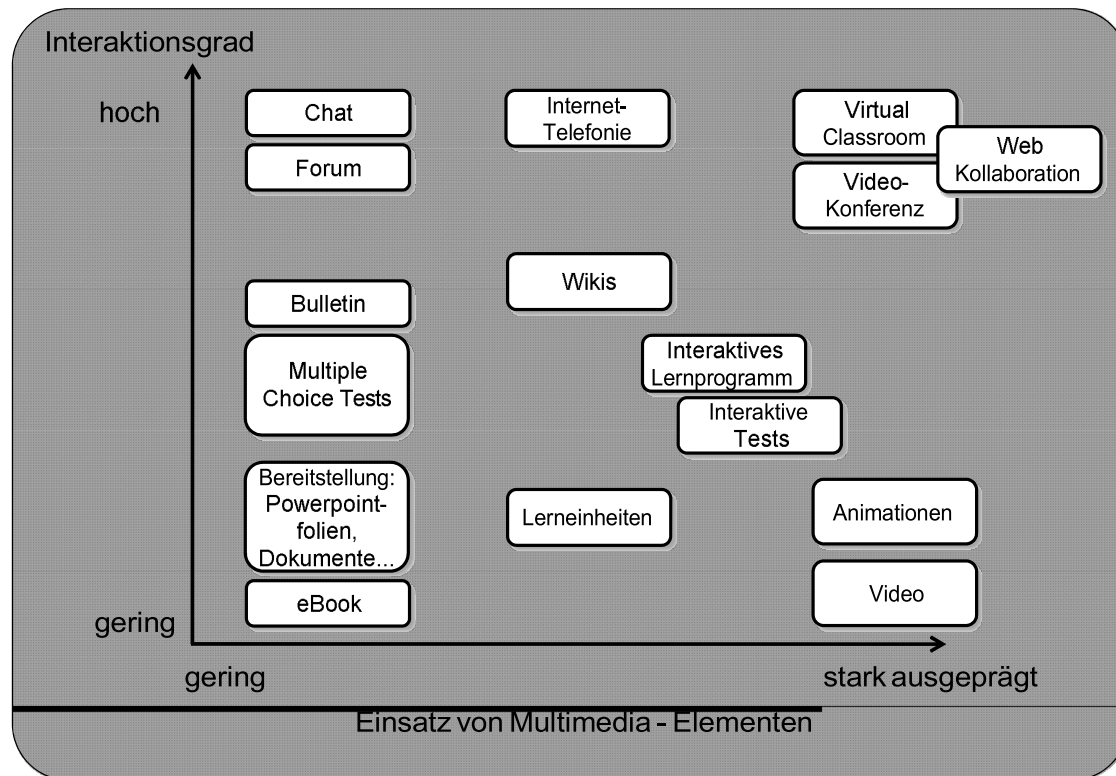 Interaktionsgrad
hoch
Chat
Forum
Internet-
Telefonie
Virtual
Classroom
Web
Kollaboration
Video-
Konferenz
Wikis
Bulletin
Multiple
Choice Tests
Interaktives
Lernprogramm
Interaktive
Tests
Bereitstellung:
Powerpoint-
folien,
Dokumente...
Lerneinheiten
Animationen
eBook
Video
gering
gering
stark ausgeprägt
Einsatz von Multimedia - Elementen